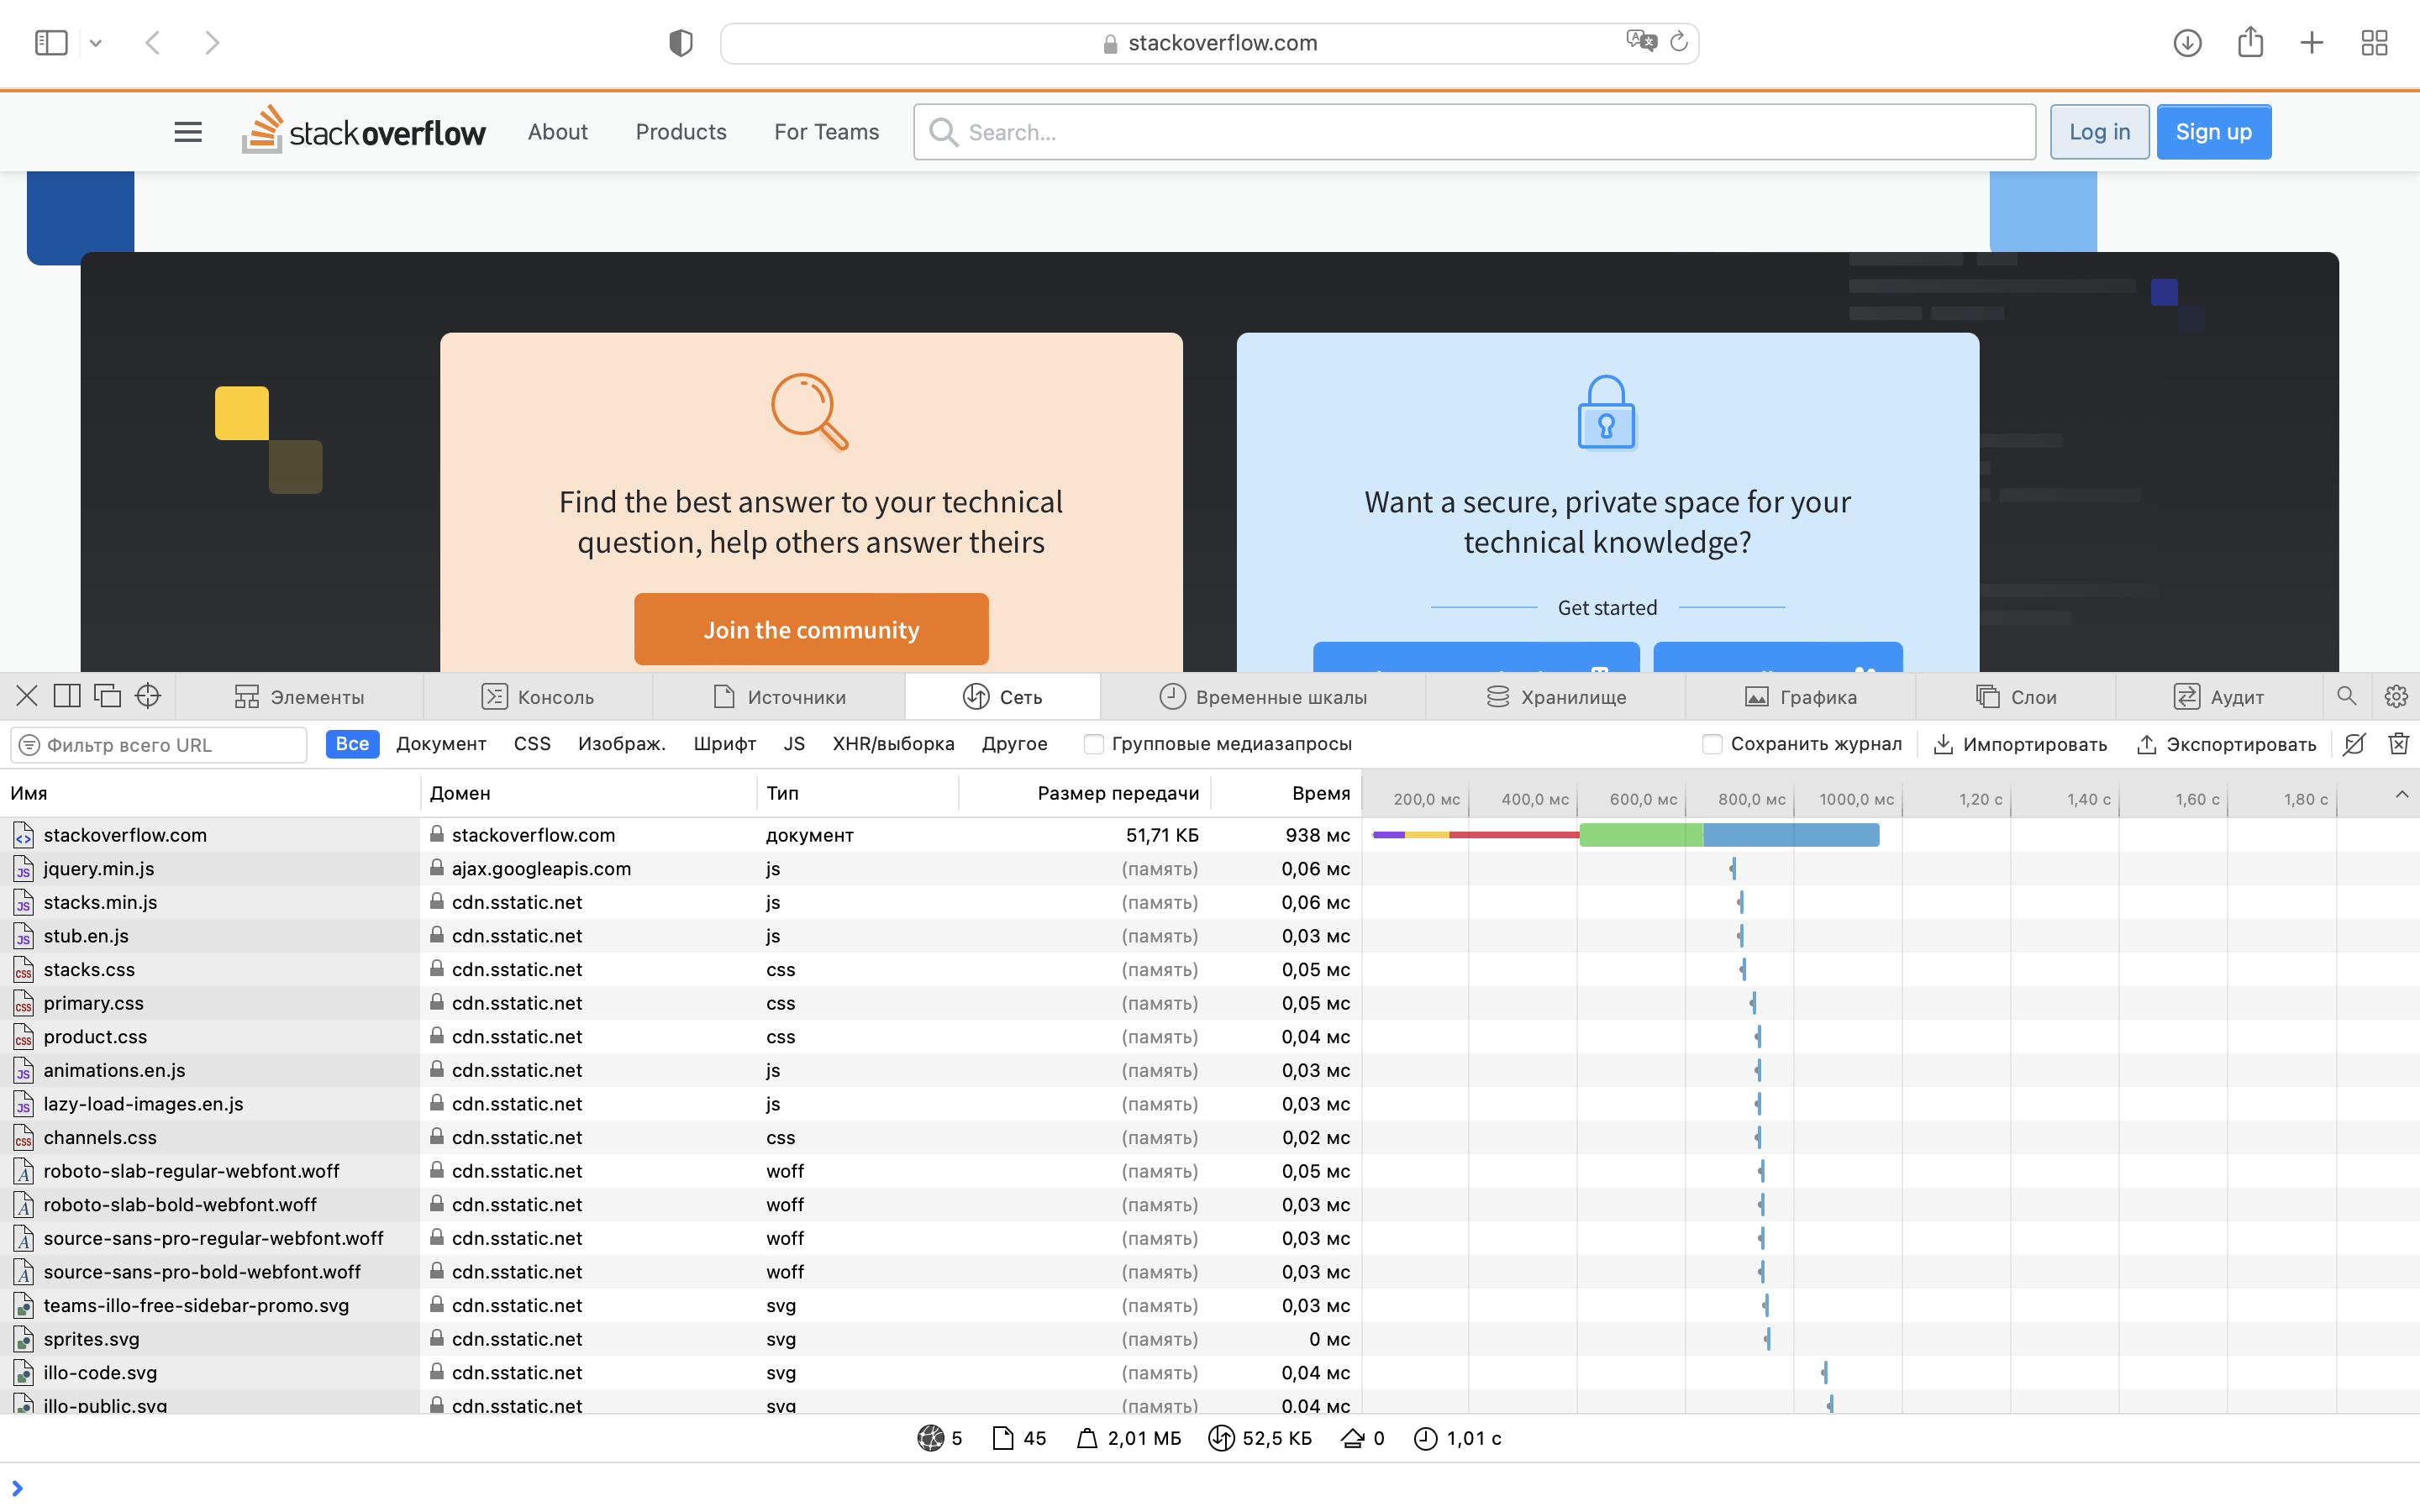 stackoverflow.com
stackoverflow About Products For Teams Search... Log in Sign up
Find the best answer to your technical
question, help others answer theirs
Join the community
Want a secure, private space for your
technical knowledge?
Get started
Элементы Консоль Источники Сеть Временные шкалы Хранилище Графика Слои Аудит
Фильтр всего URL Все Документ CSS Изображ. Шрифт JS XHR/выборка Другое Групповые медиазапросы Сохранить журнал Импортировать Экспортировать
Имя Домен Тип Размер передачи Время 200,0 мс 400,0 мс 600,0 мс 800,0 мс 1000,0 мс 1,20 с 1,40 с 1,60 с 1,80 с
stackoverflow.com stackoverflow.com документ 51,71 КБ 938 мс
jquery.min.js ajax.googleapis.com js (память) 0,06 мс
stacks.min.js cdn.sstatic.net js (память) 0,06 мс
stub.en.js cdn.sstatic.net js (память) 0,03 мс
stacks.css cdn.sstatic.net css (память) 0,05 мс
primary.css cdn.sstatic.net css (память) 0,05 мс
product.css cdn.sstatic.net css (память) 0,04 мс
animations.en.js cdn.sstatic.net js (память) 0,03 мс
lazy-load-images.en.js cdn.sstatic.net js (память) 0,03 мс
channels.css cdn.sstatic.net css (память) 0,02 мс
roboto-slab-regular-webfont.woff cdn.sstatic.net woff (память) 0,05 мс
roboto-slab-bold-webfont.woff cdn.sstatic.net woff (память) 0,03 мс
source-sans-pro-regular-webfont.woff cdn.sstatic.net woff (память) 0,03 мс
source-sans-pro-bold-webfont.woff cdn.sstatic.net woff (память) 0,03 мс
teams-illo-free-sidebar-promo.svg cdn.sstatic.net svg (память) 0,03 мс
sprites.svg cdn.sstatic.net svg (память) 0 мс
illo-code.svg cdn.sstatic.net svg (память) 0,04 мс
illo-public.svg cdn.sstatic.net svg (память) 0,04 мс
5 45 2,01 МБ 52,5 КБ 0 1,01 с